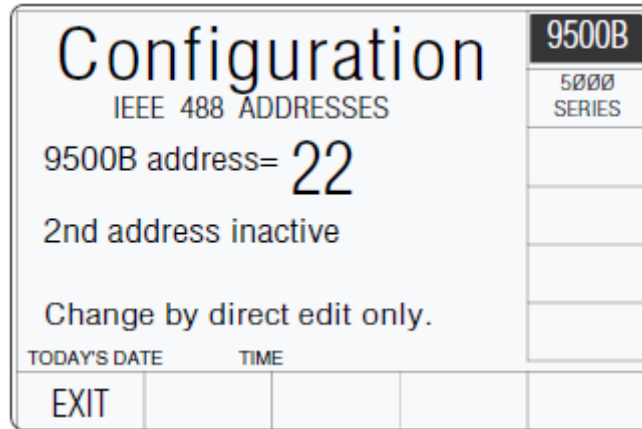 Configuration
IEEE 488 ADDRESSES
9500B address= 22
2nd address inactive
Change by direct edit only.
TODAY'S DATE TIME
EXIT
9500B
5ØØØ
SERIES